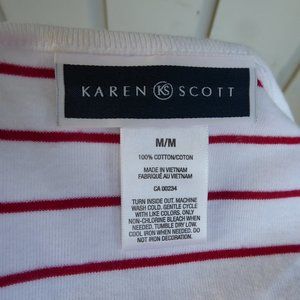 KAREN KS SCOTT
M/M
100% COTTON/COTON
MADE IN VIETNAM
FABRIQUÉ AU VIETNAM
CA 00234
TURN INSIDE OUT. MACHINE
WASH COLD. GENTLE CYCLE
WITH LIKE COLORS. ONLY
NON-CHLORINE BLEACH WHEN
NEEDED. TUMBLE DRY LOW.
COOL IRON WHEN NEEDED. DO
NOT IRON DECORATION.